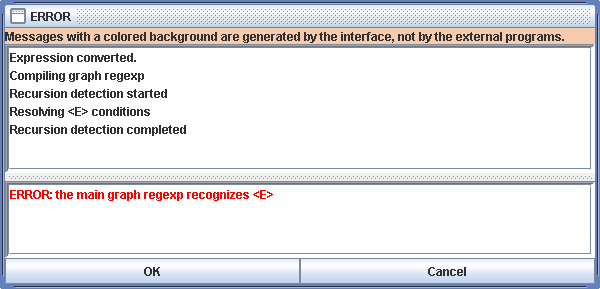 ERROR
Messages with a colored background are generated by the interface, not by the external programs.
Expression converted.
Compiling graph regexp
Recursion detection started
Resolving <E> conditions
Recursion detection completed
ERROR: the main graph regexp recognizes <E>
OK
Cancel